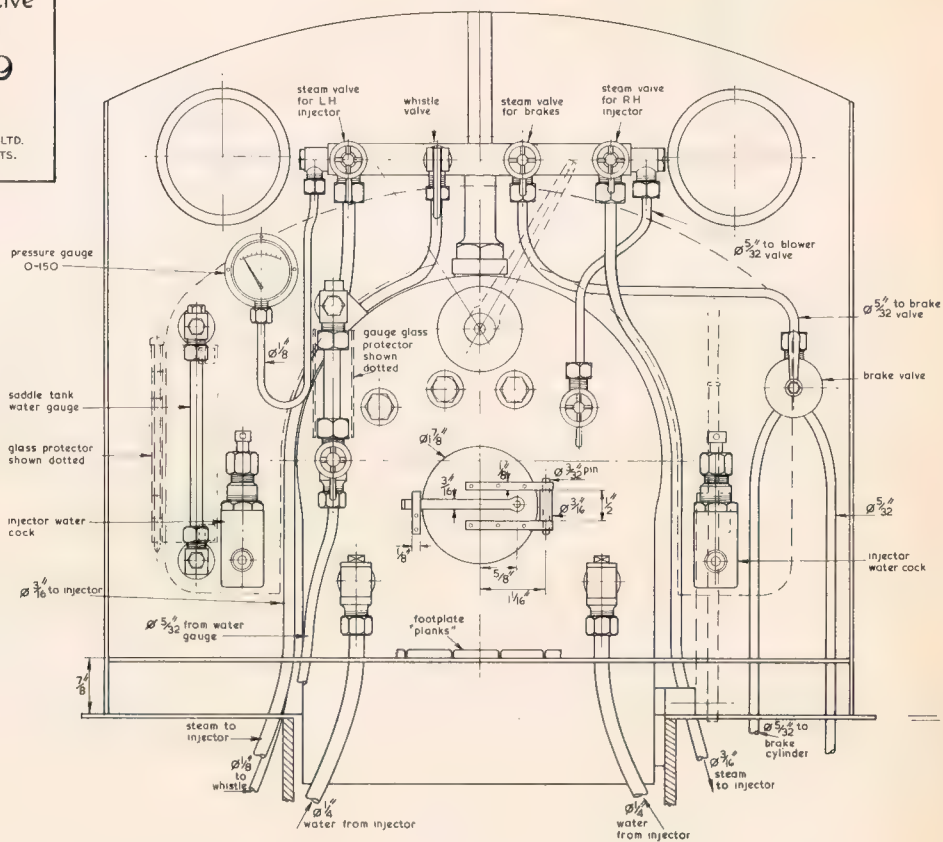 9
LTD.
TS.
steam valve
for L H
injector
whistle
valve
steam valve
for brakes
steam valve
for R H
injector
pressure gauge
0-150
Ø 5/32" to blower
valve
Ø 5/32" to brake
valve
Ø 1/8"
gauge glass
protector
shown
dotted
brake valve
saddle tank
water gauge
glass protector
shown dotted
Ø 1 7/8"
1/8"
Ø 3/32" pin
3/16"
Ø 3/16"
1/2"
Ø 5/32"
injector water
cock
1/8"
5/8"
1 1/16"
injector
water cock
Ø 3/16" to injector
Ø 5/32" from water
gauge
footplate
"planks"
7/8"
steam to
injector
Ø 1/8"
to
whistle
Ø 1/4"
water from injector
Ø 1/4"
water
from injector
Ø 3/16"
steam
to injector
Ø 5/32" to
brake
cylinder